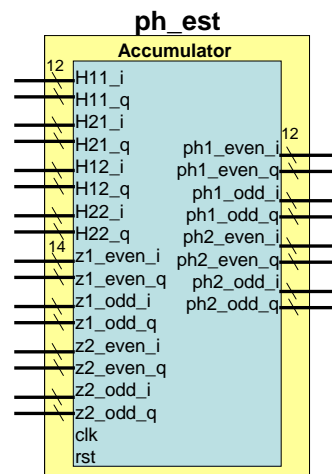 ph_est
Accumulator
12
H11_i
H11_q
H21_i
H21_q
H12_i
H12_q
H22_i
H22_q
14
z1_even_i
z1_even_q
z1_odd_i
z1_odd_q
z2_even_i
z2_even_q
z2_odd_i
z2_odd_q
clk
rst
12
ph1_even_i
ph1_even_q
ph1_odd_i
ph1_odd_q
ph2_even_i
ph2_even_q
ph2_odd_i
ph2_odd_q